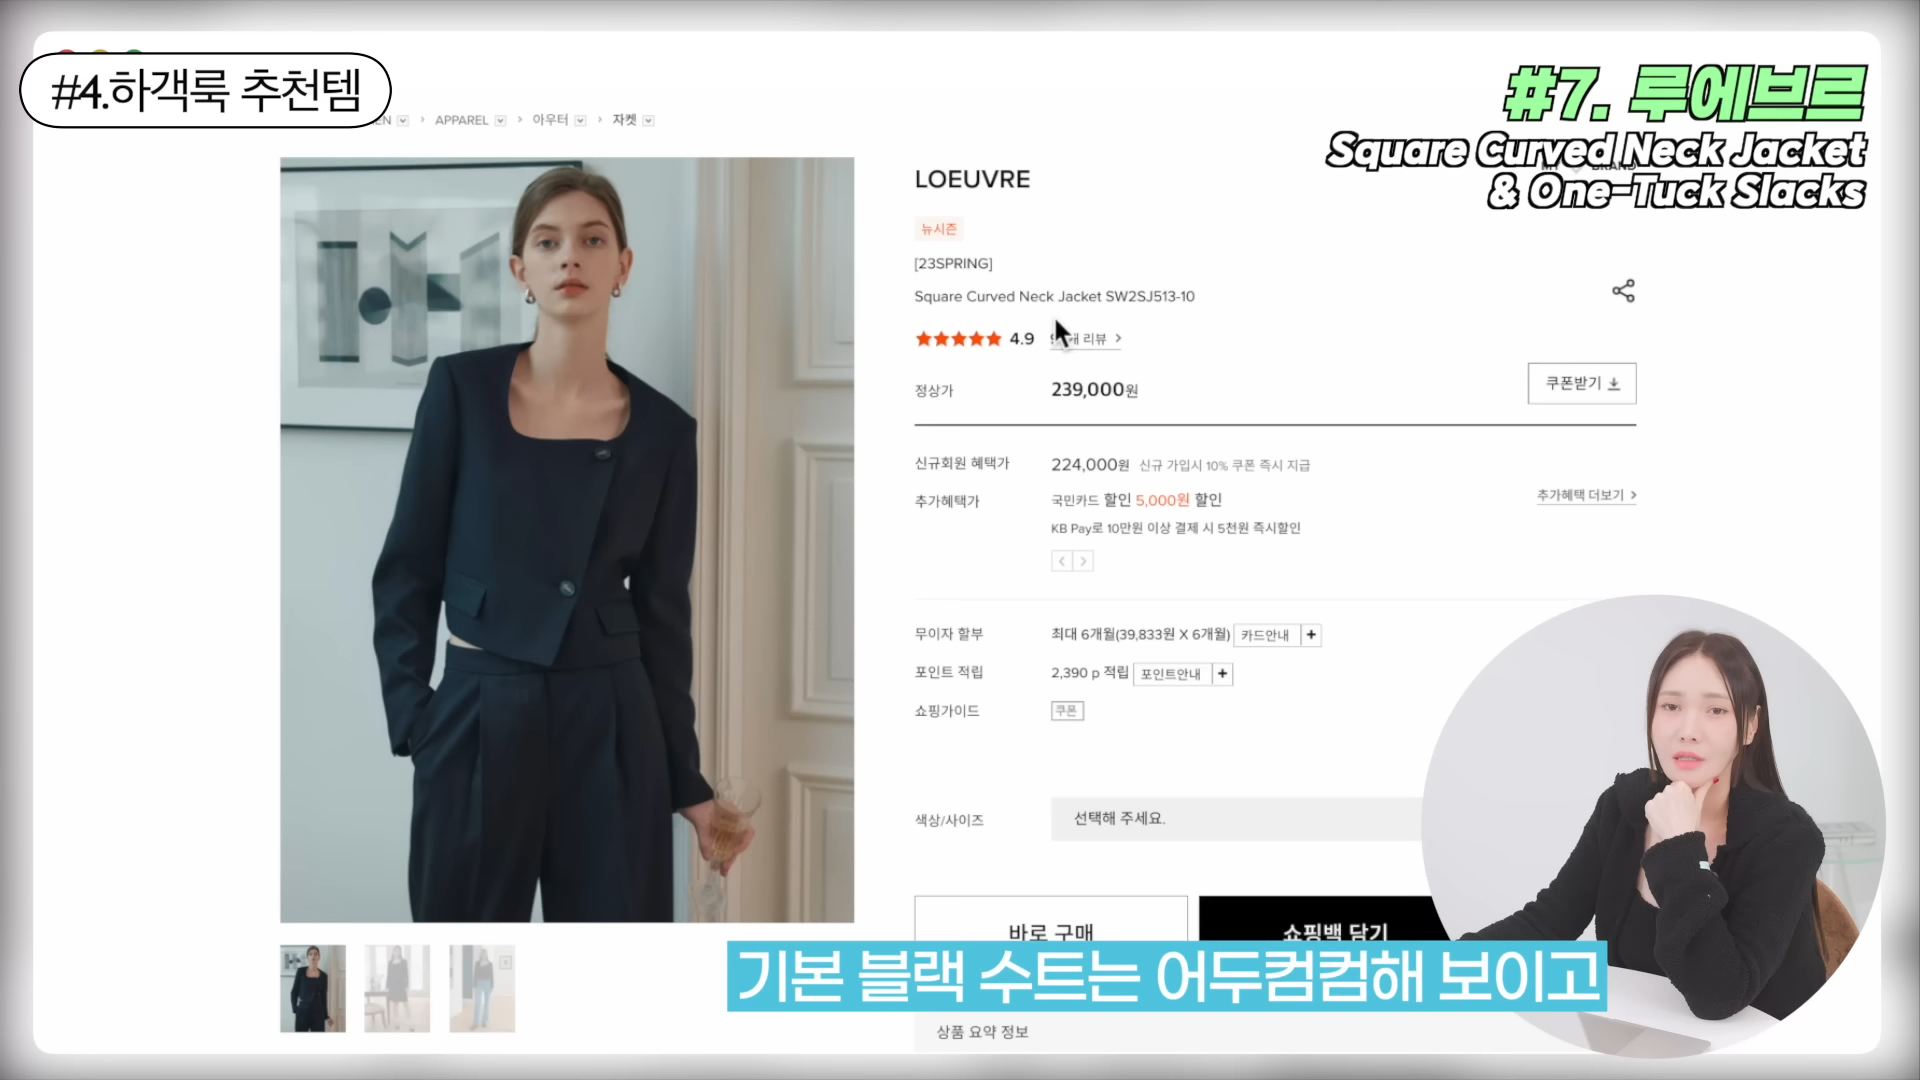 #4.하객룩 추천템
#7. 루에브르
Square Curved Neck Jacket
& One-Tuck Slacks
APPAREL > 아우터 > 자켓
LOEUVRE
뉴시즌
[23SPRING]
Square Curved Neck Jacket SW2SJ513-10
4.9 리뷰 >
정상가 239,000원
쿠폰받기
신규회원 혜택가 224,000원 신규 가입시 10% 쿠폰 즉시 지급
추가혜택가 국민카드 할인 5,000원 할인
추가혜택 더보기 >
KB Pay로 10만원 이상 결제 시 5천원 즉시할인
무이자 할부 최대 6개월(39,833원 X 6개월) 카드안내 +
포인트 적립 2,390 p 적립 포인트안내 +
쇼핑가이드 쿠폰
색상/사이즈 선택해 주세요.
바로 구매 쇼핑백 담기
기본 블랙 수트는 어두컴컴해 보이고
상품 요약 정보